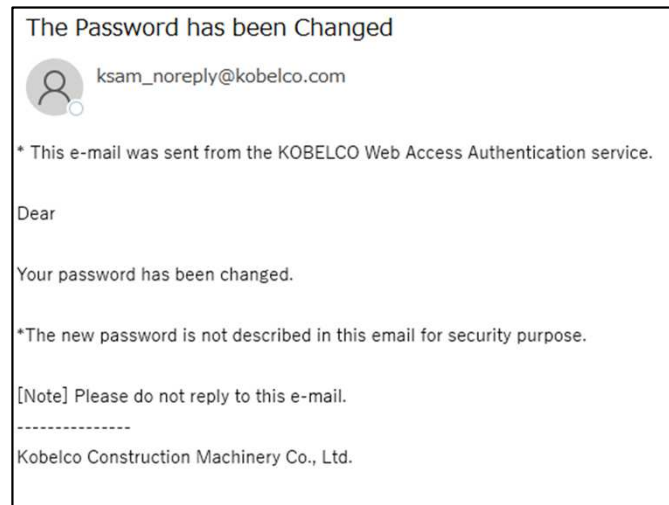 The Password has been Changed
ksam_noreply@kobelco.com
* This e-mail was sent from the KOBELCO Web Access Authentication service.
Dear
Your password has been changed.
*The new password is not described in this email for security purpose.
[Note] Please do not reply to this e-mail.
---------------
Kobelco Construction Machinery Co., Ltd.